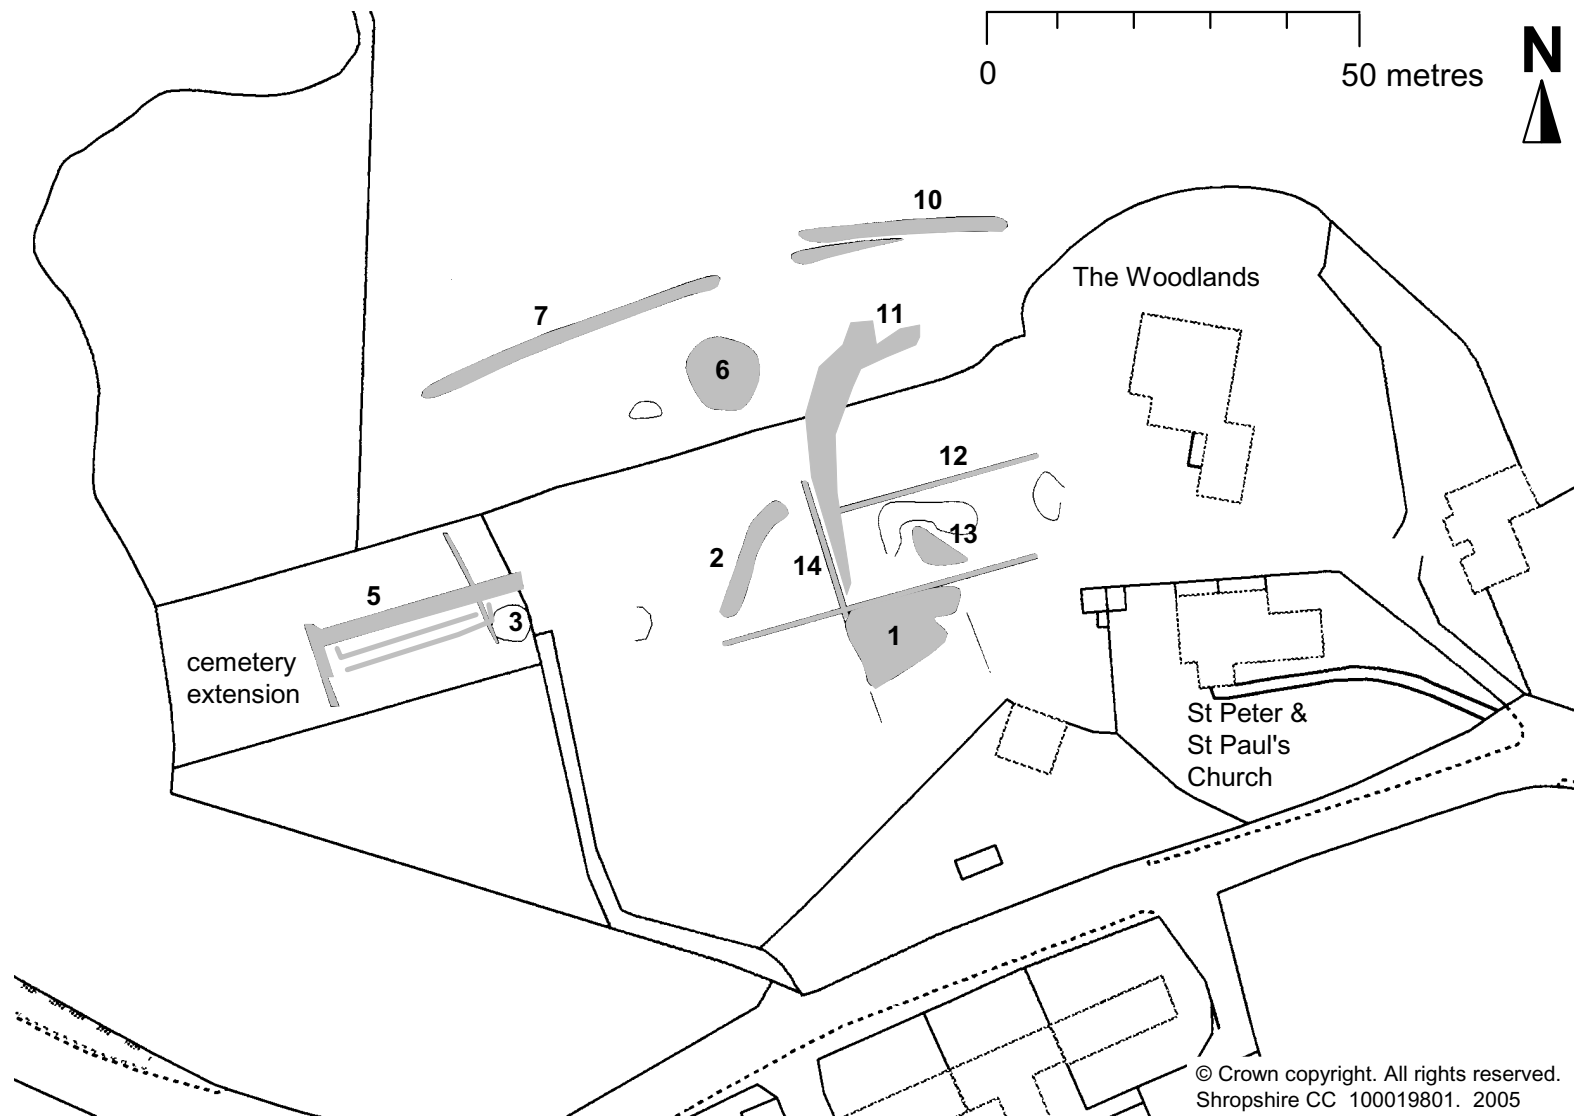 0
50 metres
N
10
The Woodlands
7
11
6
12
13
2
14
5
3
1
cemetery
extension
St Peter &
St Paul's
Church
© Crown copyright. All rights reserved.
Shropshire CC 100019801. 2005